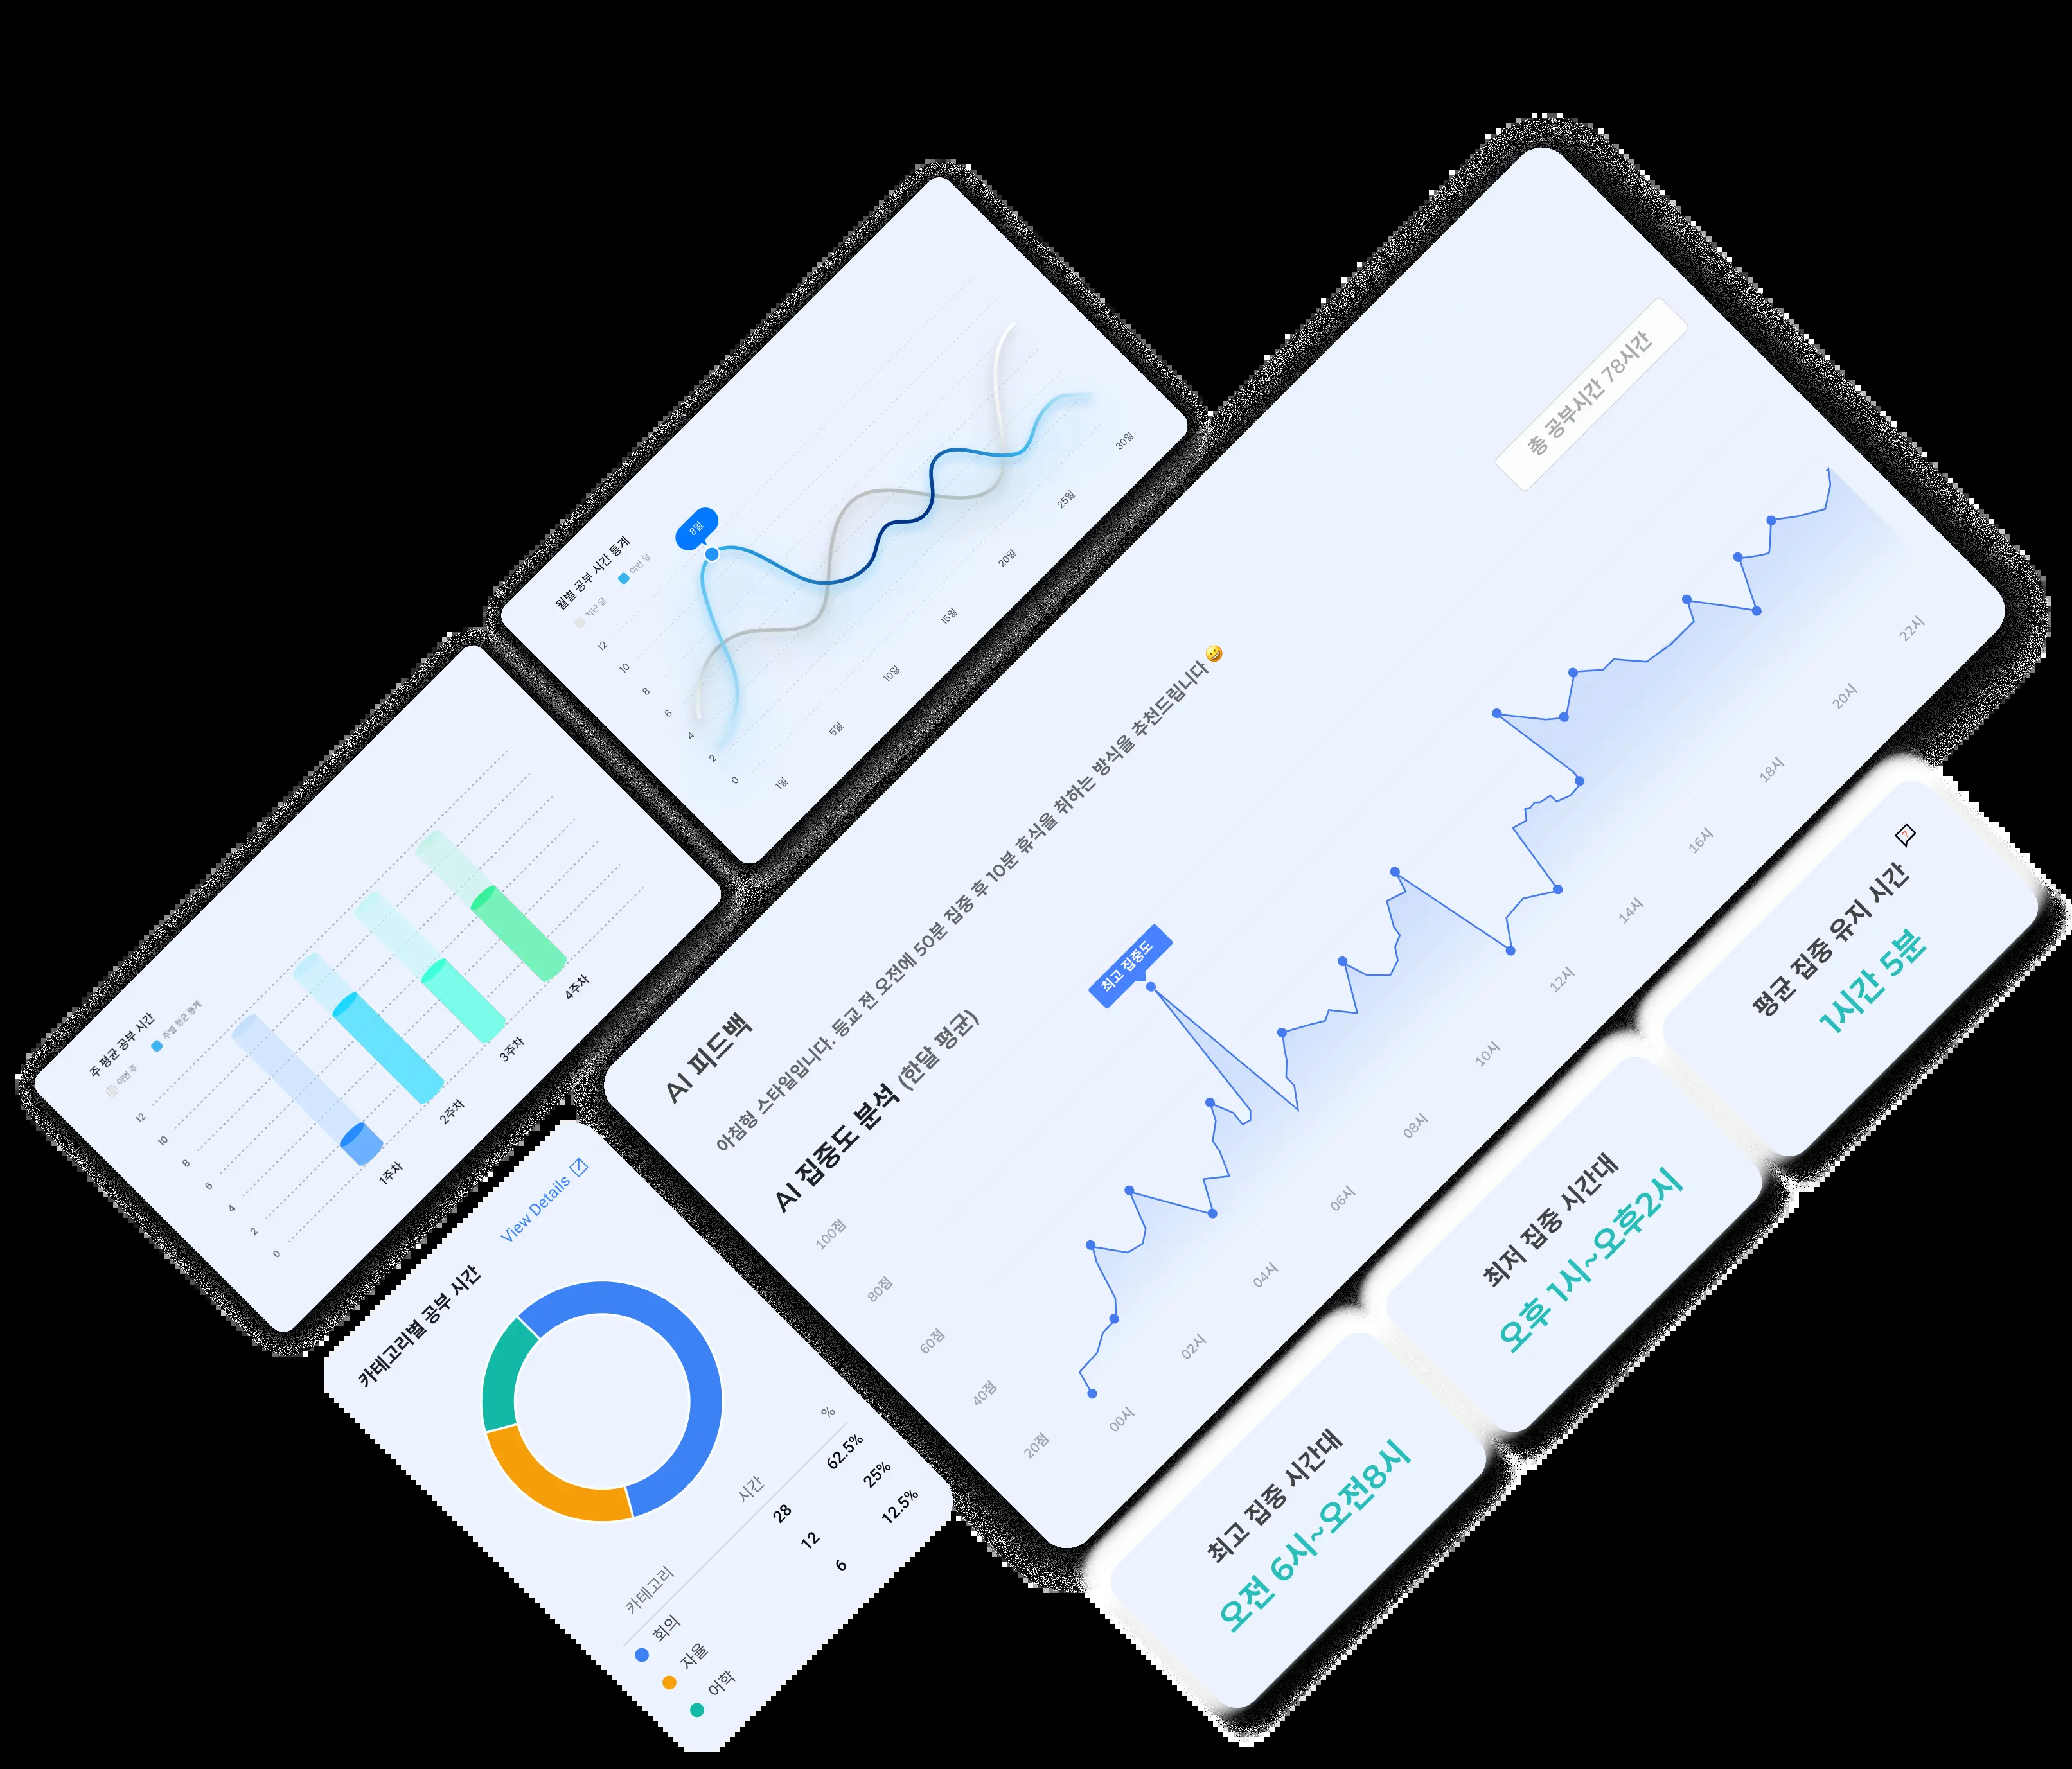 월별 공부 시간 통계
지난 달
이번 달
8일
12
10
8
6
4
2
0
1일
5일
10일
15일
20일
25일
30일
주 평균 공부 시간
이번 주
주별 평균 통계
12
10
8
6
4
2
0
1주차
2주차
3주차
4주차
카테고리별 공부 시간
View Details
카테고리 시간 %
회의 28 62.5%
자율 12 25%
어학 6 12.5%
AI 피드백
아침형 스타일입니다. 등교 전 오전에 50분 집중 후 10분 휴식을 취하는 방식을 추천드립니다😀
AI 집중도 분석 (한달 평균)
총 공부시간 78시간
최고 집중도
100점
80점
60점
40점
20점
00시
02시
04시
06시
08시
10시
12시
14시
16시
18시
20시
22시
최고 집중 시간대
오전 6시~오전8시
최저 집중 시간대
오후 1시~오후2시
평균 집중 유지 시간
?
1시간 5분